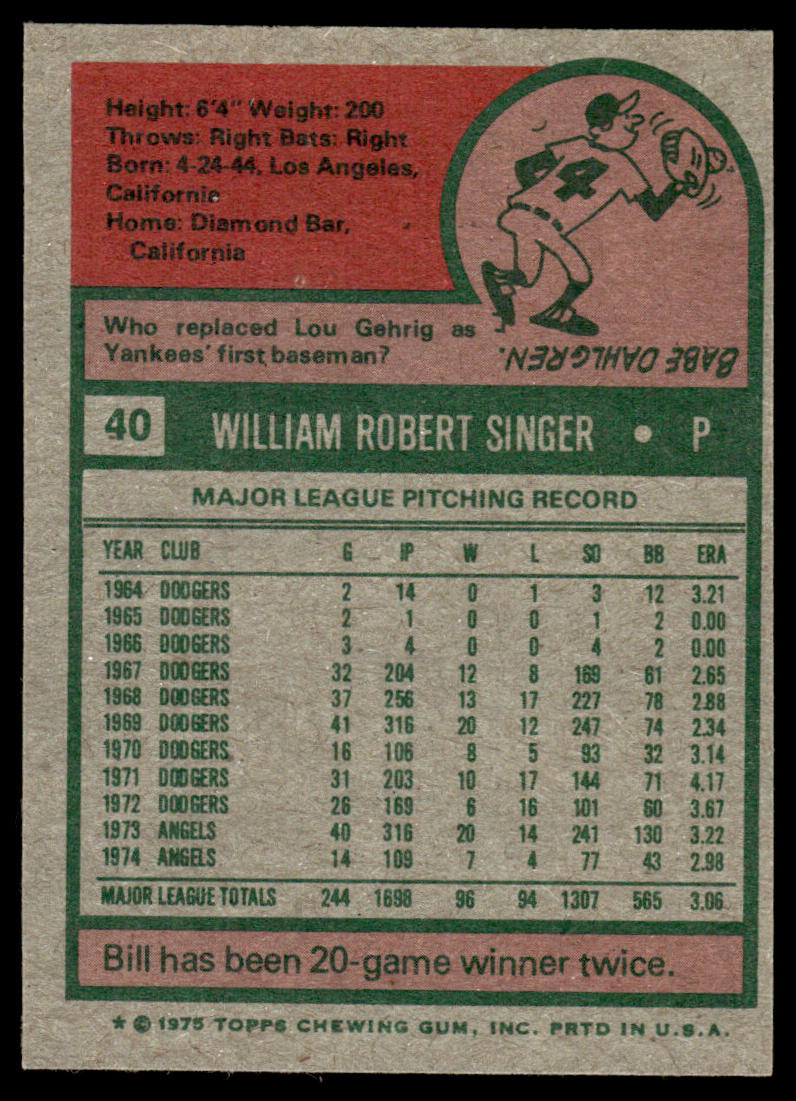 Height: 6'4" Weight: 200
Throws: Right Bats: Right
Born: 4-24-44, Los Angeles,
California
Home: Diamond Bar,
California
4
Who replaced Lou Gehrig as
Yankees' first baseman?
BABE DAHLGREN.
40 WILLIAM ROBERT SINGER • P
MAJOR LEAGUE PITCHING RECORD
YEAR CLUB G IP W L SO BB ERA
1964 DODGERS 2 14 0 1 3 12 3.21
1965 DODGERS 2 1 0 0 1 2 0.00
1966 DODGERS 3 4 0 0 4 2 0.00
1967 DODGERS 32 204 12 8 169 61 2.65
1968 DODGERS 37 256 13 17 227 78 2.88
1969 DODGERS 41 316 20 12 247 74 2.34
1970 DODGERS 16 106 8 5 93 32 3.14
1971 DODGERS 31 203 10 17 144 71 4.17
1972 DODGERS 26 169 6 16 101 60 3.67
1973 ANGELS 40 316 20 14 241 130 3.22
1974 ANGELS 14 109 7 4 77 43 2.98
MAJOR LEAGUE TOTALS 244 1698 96 94 1307 565 3.06
Bill has been 20-game winner twice.
* © 1975 TOPPS CHEWING GUM, INC. PRTD IN U.S.A.